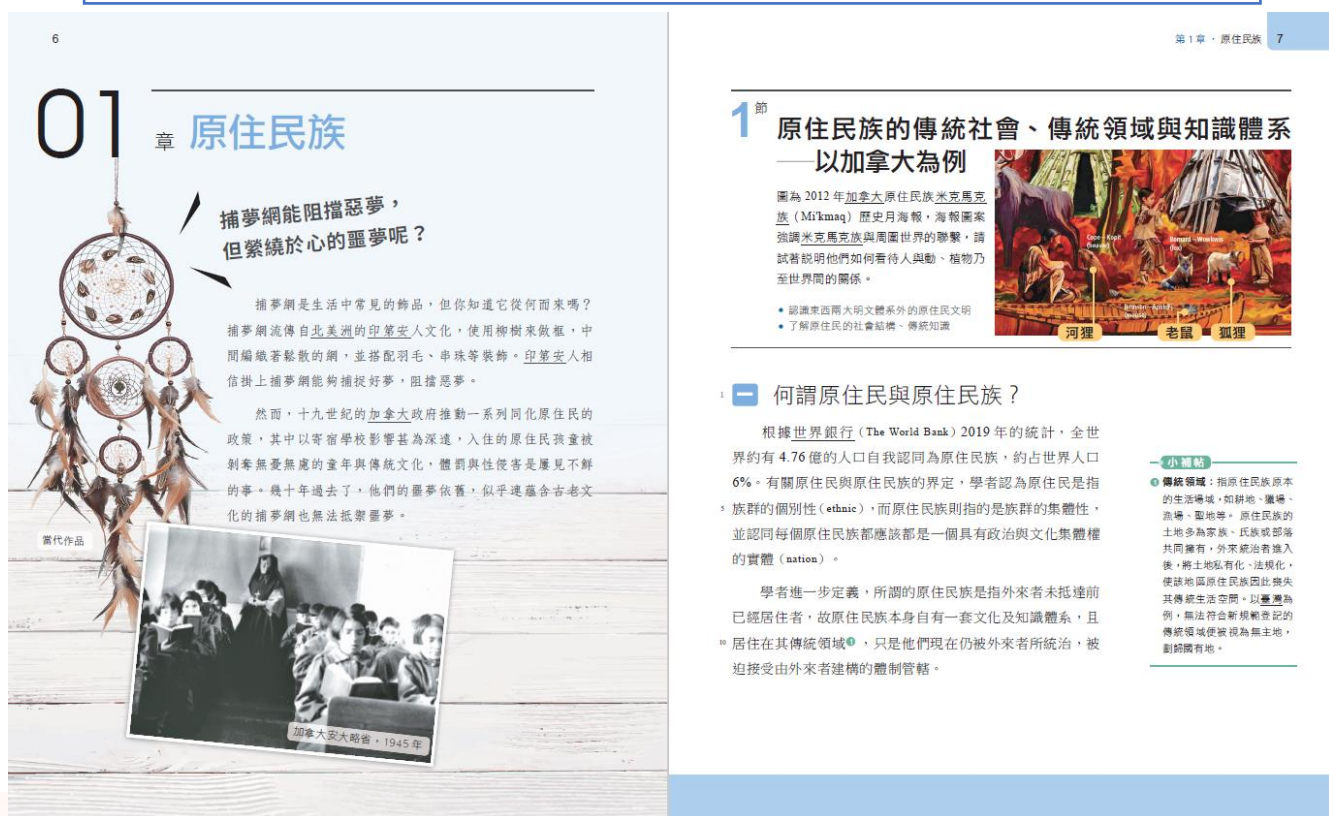 6
01
章 原住民族
捕夢網能阻擋惡夢，
但縈繞於心的噩夢呢？
捕夢網是生活中常見的飾品，但你知道它從何而來嗎？
捕夢網流傳自北美洲的印第安人文化，使用柳樹來做框，中
間編織著鬆散的網，並搭配羽毛、串珠等裝飾。印第安人相
信掛上捕夢網能夠捕捉好夢，阻擋惡夢。
然而，十九世紀的加拿大政府推動一系列同化原住民的
政策，其中以寄宿學校影響甚為深遠，入住的原住民孩童被
剝奪無憂無慮的童年與傳統文化，體罰與性侵害是屢見不鮮
的事。幾十年過去了，他們的噩夢依舊，似乎連蘊含古老文
化的捕夢網也無法抵禦噩夢。
當代作品
加拿大安大略省，1945 年
第 1 章 · 原住民族 7
1 節
原住民族的傳統社會、傳統領域與知識體系
——以加拿大為例
圖為 2012 年加拿大原住民族米克馬克
族（Mi'kmaq）歷史月海報，海報圖案
強調米克馬克族與周圍世界的聯繫，請
試著說明他們如何看待人與動、植物乃
至世界間的關係。
• 認識東西兩大明文體系外的原住民文明
• 了解原住民的社會結構、傳統知識
河狸
老鼠
狐狸
1 一 何謂原住民與原住民族？
根據世界銀行（The World Bank）2019 年的統計，全世
界約有 4.76 億的人口自我認同為原住民族，約占世界人口
6%。有關原住民與原住民族的界定，學者認為原住民是指
5 族群的個別性（ethnic），而原住民族則指的是族群的集體性，
並認同每個原住民族都應該都是一個具有政治與文化集體權
的實體（nation）。
學者進一步定義，所謂的原住民族是指外來者未抵達前
已經居住者，故原住民族本身自有一套文化及知識體系，且
10 居住在其傳統領域❶，只是他們現在仍被外來者所統治，被
迫接受由外來者建構的體制管轄。
小補帖
❶ 傳統領域：指原住民族原本
的生活場域，如耕地、獵場、
漁場、聖地等。 原住民族的
土地多為家族、氏族或部落
共同擁有，外來統治者進入
後，將土地私有化、法規化，
使該地區原住民族因此喪失
其傳統生活空間。以臺灣為
例，無法符合新規範登記的
傳統領域便被視為無主地，
劃歸國有地。